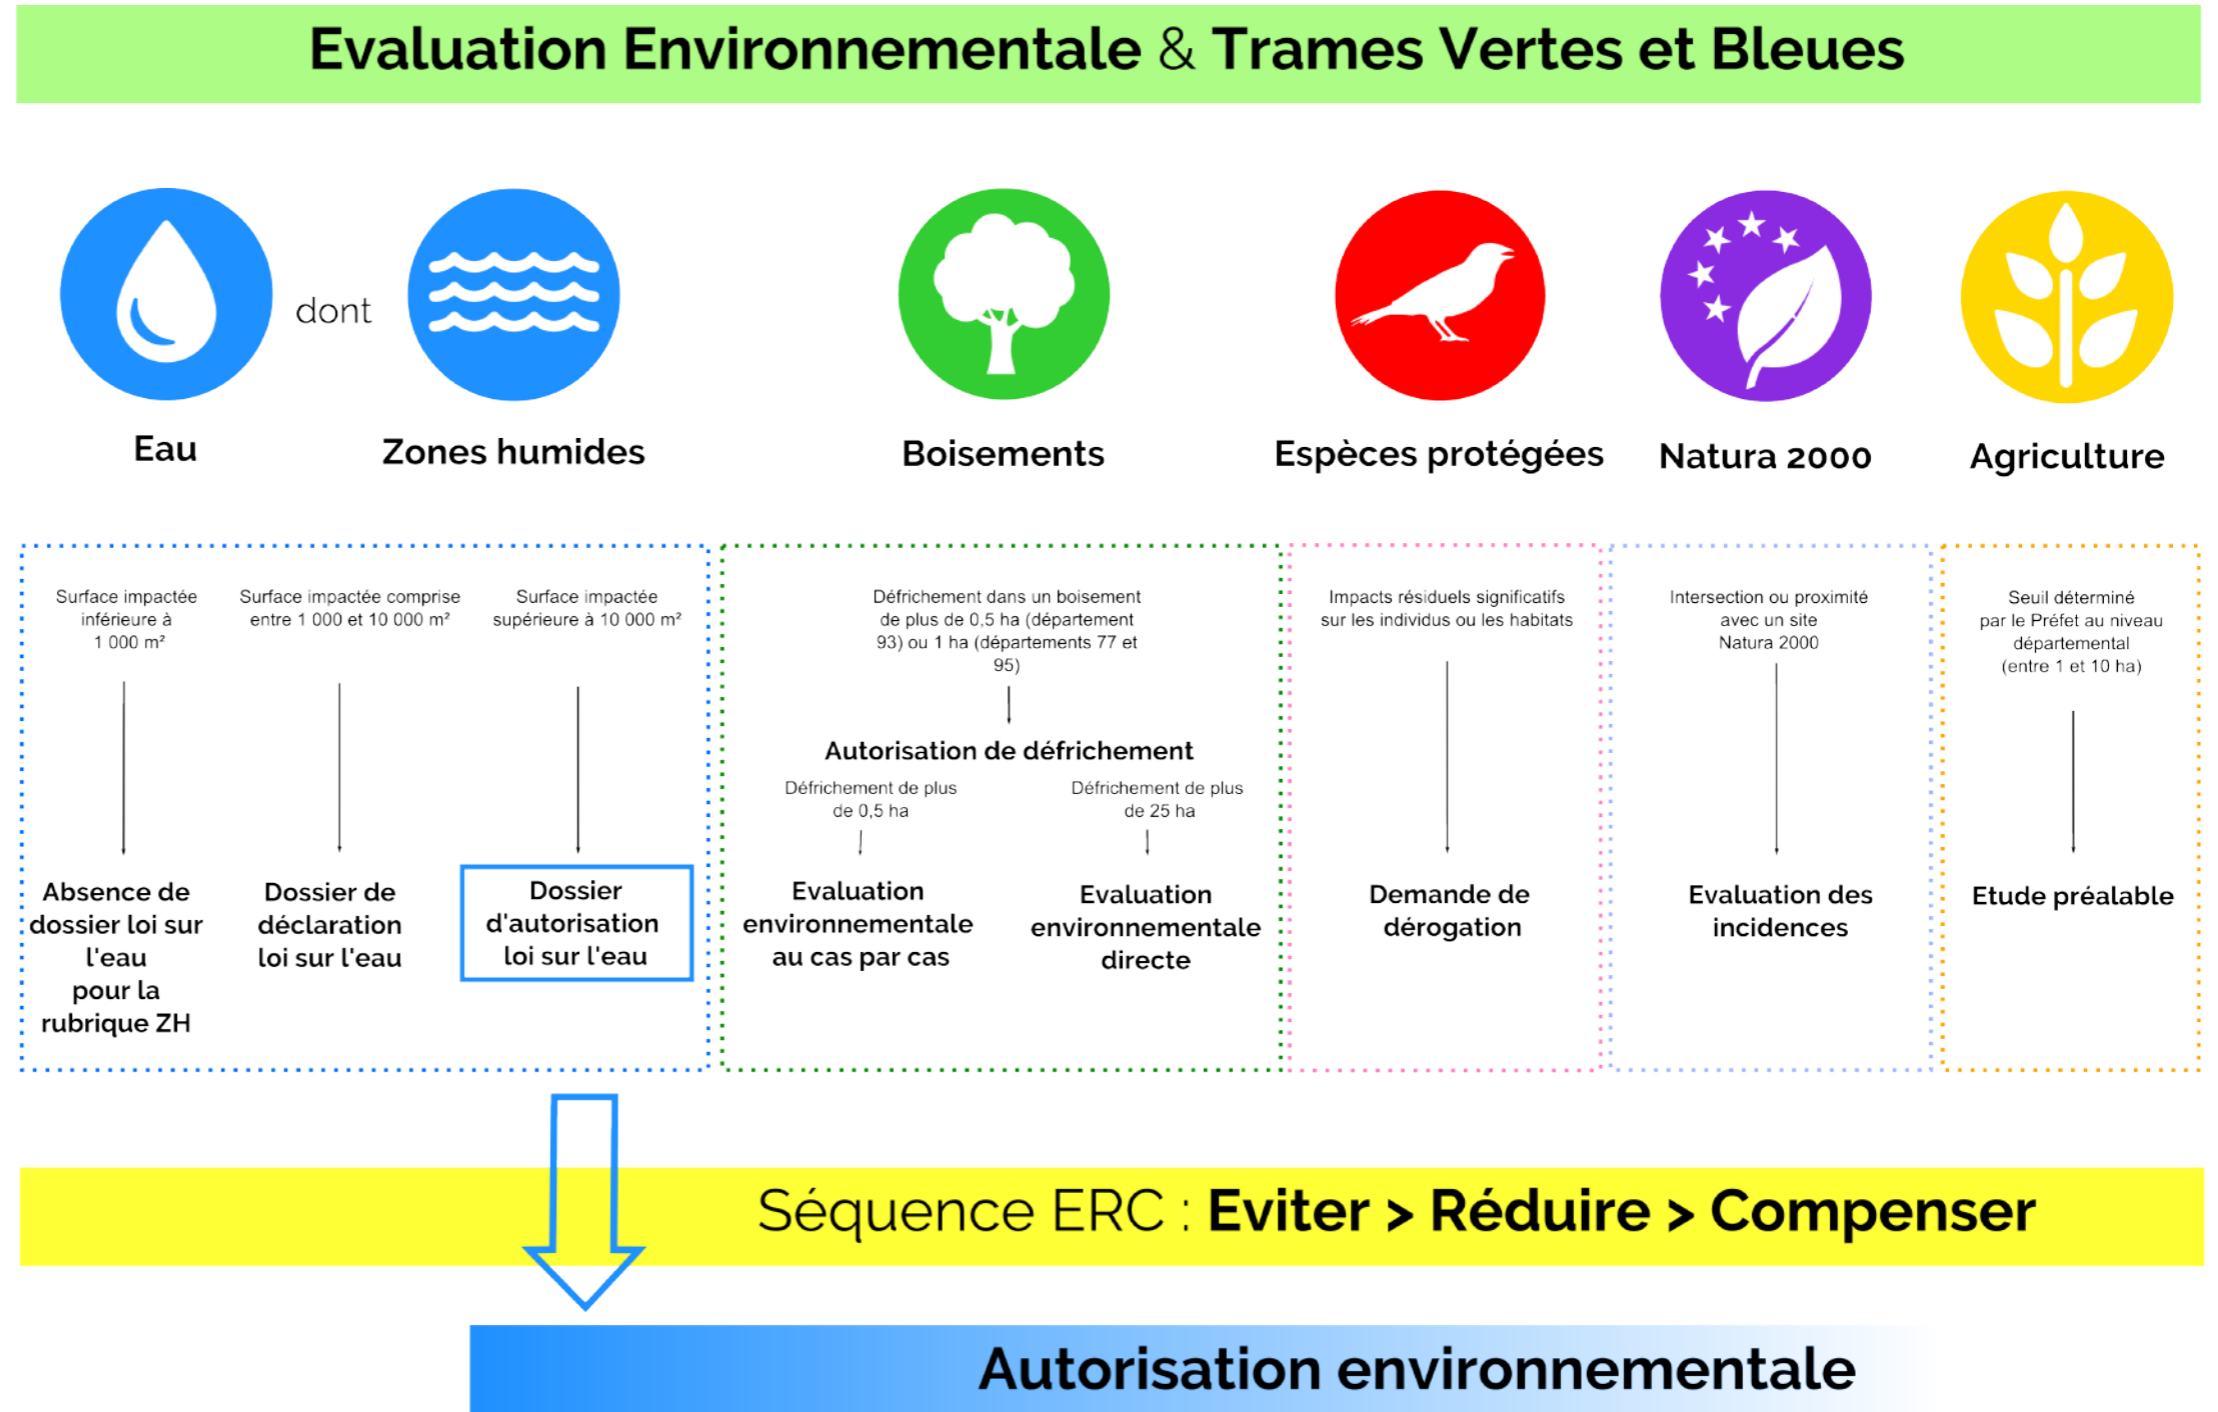 Evaluation Environnementale & Trames Vertes et Bleues
dont
Eau
Zones humides
Boisements
Espèces protégées
Natura 2000
Agriculture
Surface impactée
inférieure à
1 000 m²
Absence de
dossier loi sur
l'eau
pour la
rubrique ZH
Surface impactée comprise
entre 1 000 et 10 000 m²
Dossier de
déclaration
loi sur l'eau
Surface impactée
supérieure à 10 000 m²
Dossier
d'autorisation
loi sur l'eau
Défrichement dans un boisement
de plus de 0,5 ha (département
93) ou 1 ha (départements 77 et
95)
Autorisation de défrichement
Défrichement de plus
de 0,5 ha
Evaluation
environnementale
au cas par cas
Défrichement de plus
de 25 ha
Evaluation
environnementale
directe
Impacts résiduels significatifs
sur les individus ou les habitats
Demande de
dérogation
Intersection ou proximité
avec un site
Natura 2000
Evaluation des
incidences
Seuil déterminé
par le Préfet au niveau
départemental
(entre 1 et 10 ha)
Etude préalable
Séquence ERC : Eviter > Réduire > Compenser
Autorisation environnementale